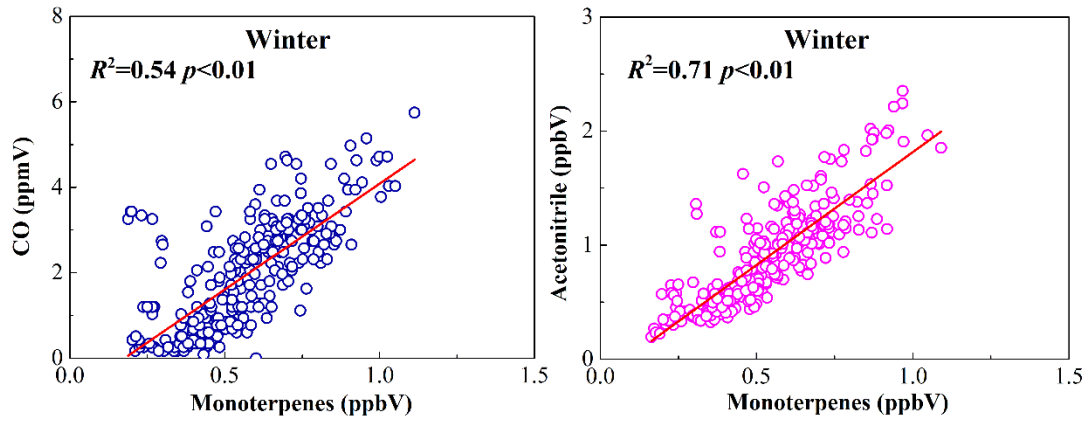 8
6
4
2
0
CO (ppmV)
Winter
R²=0.54 p<0.01
0.0
0.5
1.0
1.5
Monoterpenes (ppbV)
3
2
1
0
Acetonitrile (ppbV)
Winter
R²=0.71 p<0.01
0.0
0.5
1.0
1.5
Monoterpenes (ppbV)